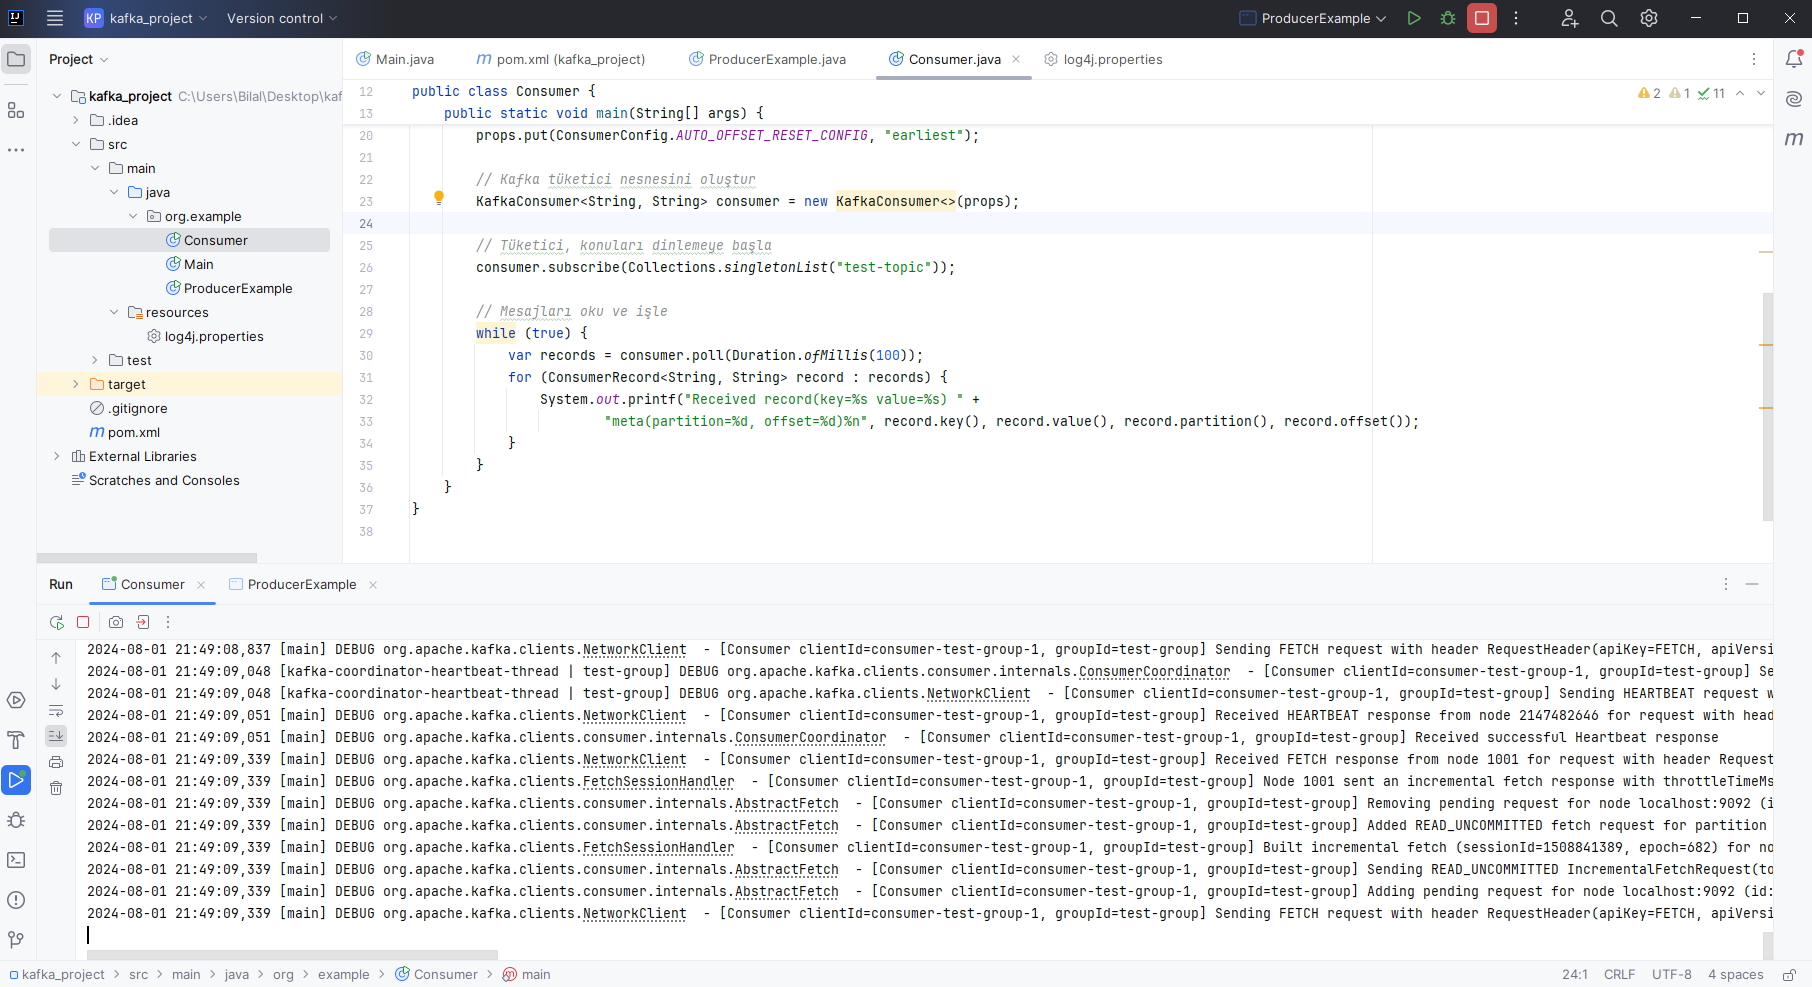 KP kafka_project Version control ProducerExample
Project
Main.java pom.xml (kafka_project) ProducerExample.java Consumer.java log4j.properties
kafka_project C:\Users\Bilal\Desktop\kaf
.idea
src
main
java
org.example
Consumer
Main
ProducerExample
resources
log4j.properties
test
target
.gitignore
pom.xml
External Libraries
Scratches and Consoles
2 1 11
12 public class Consumer {
13 public static void main(String[] args) {
20 props.put(ConsumerConfig.AUTO_OFFSET_RESET_CONFIG, "earliest");
21
22 // Kafka tüketici nesnesini oluştur
23 KafkaConsumer<String, String> consumer = new KafkaConsumer<>(props);
24
25 // Tüketici, konuları dinlemeye başla
26 consumer.subscribe(Collections.singletonList("test-topic"));
27
28 // Mesajları oku ve işle
29 while (true) {
30 var records = consumer.poll(Duration.ofMillis(100));
31 for (ConsumerRecord<String, String> record : records) {
32 System.out.printf("Received record(key=%s value=%s) " +
33 "meta(partition=%d, offset=%d)%n", record.key(), record.value(), record.partition(), record.offset());
34 }
35 }
36 }
37 }
38
Run Consumer ProducerExample
2024-08-01 21:49:08,837 [main] DEBUG org.apache.kafka.clients.NetworkClient - [Consumer clientId=consumer-test-group-1, groupId=test-group] Sending FETCH request with header RequestHeader(apiKey=FETCH, apiVersi
2024-08-01 21:49:09,048 [kafka-coordinator-heartbeat-thread | test-group] DEBUG org.apache.kafka.clients.consumer.internals.ConsumerCoordinator - [Consumer clientId=consumer-test-group-1, groupId=test-group] Se
2024-08-01 21:49:09,048 [kafka-coordinator-heartbeat-thread | test-group] DEBUG org.apache.kafka.clients.NetworkClient - [Consumer clientId=consumer-test-group-1, groupId=test-group] Sending HEARTBEAT request w
2024-08-01 21:49:09,051 [main] DEBUG org.apache.kafka.clients.NetworkClient - [Consumer clientId=consumer-test-group-1, groupId=test-group] Received HEARTBEAT response from node 2147482646 for request with head
2024-08-01 21:49:09,051 [main] DEBUG org.apache.kafka.clients.consumer.internals.ConsumerCoordinator - [Consumer clientId=consumer-test-group-1, groupId=test-group] Received successful Heartbeat response
2024-08-01 21:49:09,339 [main] DEBUG org.apache.kafka.clients.NetworkClient - [Consumer clientId=consumer-test-group-1, groupId=test-group] Received FETCH response from node 1001 for request with header Request
2024-08-01 21:49:09,339 [main] DEBUG org.apache.kafka.clients.FetchSessionHandler - [Consumer clientId=consumer-test-group-1, groupId=test-group] Node 1001 sent an incremental fetch response with throttleTimeMs
2024-08-01 21:49:09,339 [main] DEBUG org.apache.kafka.clients.consumer.internals.AbstractFetch - [Consumer clientId=consumer-test-group-1, groupId=test-group] Removing pending request for node localhost:9092 (i
2024-08-01 21:49:09,339 [main] DEBUG org.apache.kafka.clients.consumer.internals.AbstractFetch - [Consumer clientId=consumer-test-group-1, groupId=test-group] Added READ_UNCOMMITTED fetch request for partition
2024-08-01 21:49:09,339 [main] DEBUG org.apache.kafka.clients.FetchSessionHandler - [Consumer clientId=consumer-test-group-1, groupId=test-group] Built incremental fetch (sessionId=1508841389, epoch=682) for no
2024-08-01 21:49:09,339 [main] DEBUG org.apache.kafka.clients.consumer.internals.AbstractFetch - [Consumer clientId=consumer-test-group-1, groupId=test-group] Sending READ_UNCOMMITTED IncrementalFetchRequest(to
2024-08-01 21:49:09,339 [main] DEBUG org.apache.kafka.clients.consumer.internals.AbstractFetch - [Consumer clientId=consumer-test-group-1, groupId=test-group] Adding pending request for node localhost:9092 (id:
2024-08-01 21:49:09,339 [main] DEBUG org.apache.kafka.clients.NetworkClient - [Consumer clientId=consumer-test-group-1, groupId=test-group] Sending FETCH request with header RequestHeader(apiKey=FETCH, apiVersi
kafka_project > src > main > java > org > example > Consumer > main 24:1 CRLF UTF-8 4 spaces